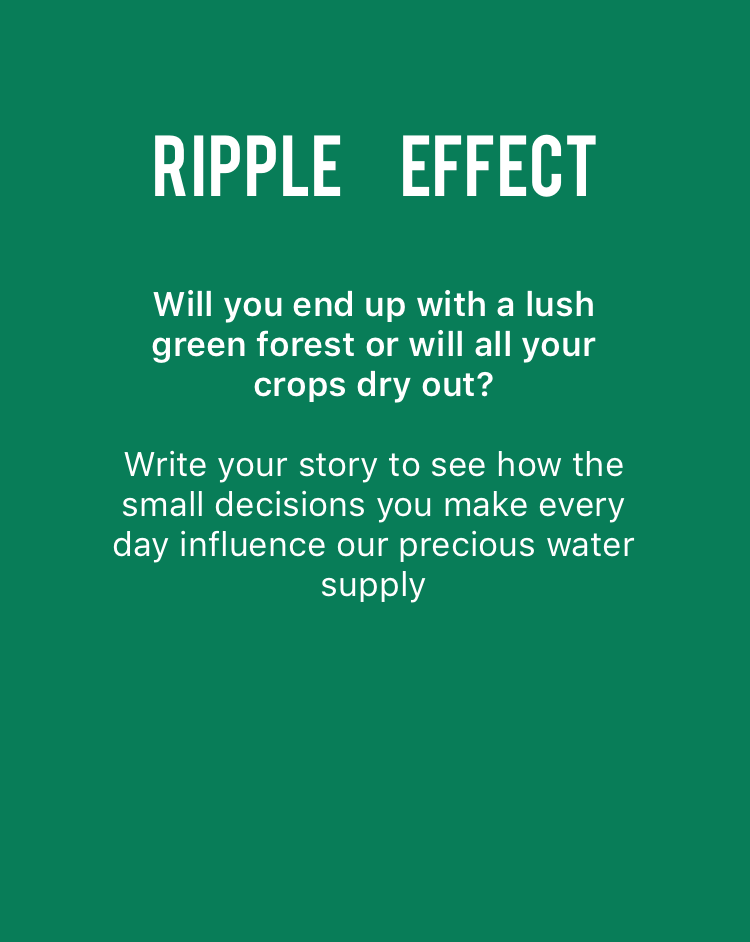 RIPPLE EFFECT
Will you end up with a lush
green forest or will all your
crops dry out?
Write your story to see how the
small decisions you make every
day influence our precious water
supply